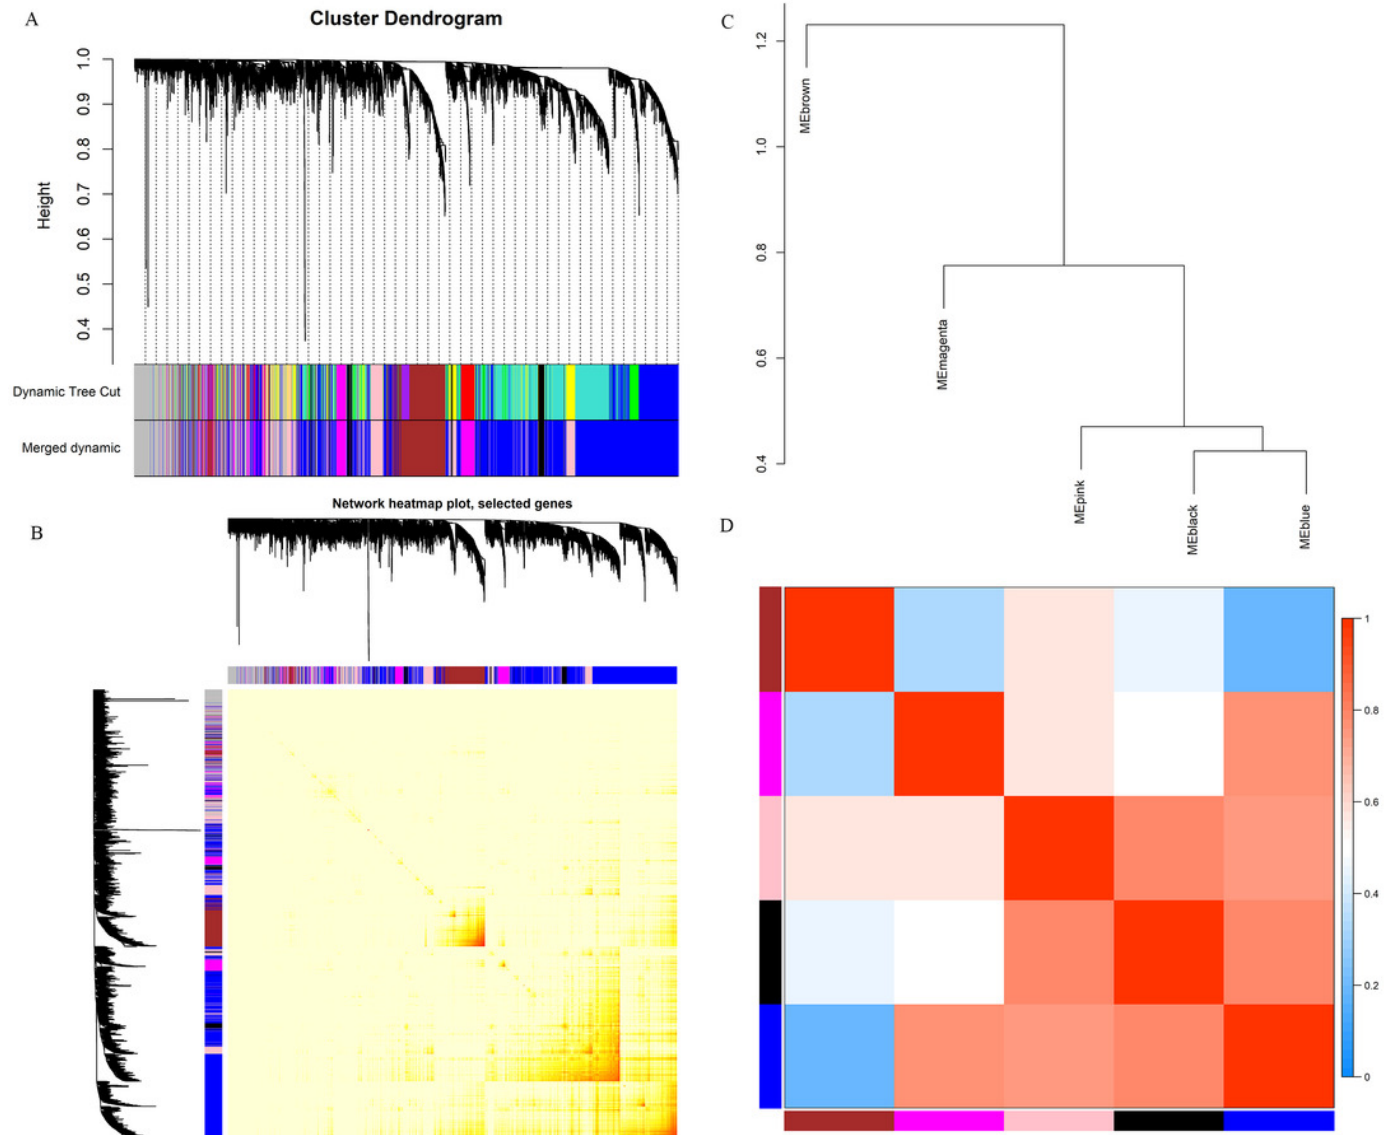 A
Cluster Dendrogram
Height
1.0
0.9
0.8
0.7
0.6
0.5
0.4
Dynamic Tree Cut
Merged dynamic
B
Network heatmap plot, selected genes
C
1.2
1.0
0.8
0.6
0.4
MEbrown
MEmagenta
MEpink
MEblack
MEblue
D
1
0.8
0.6
0.4
0.2
0